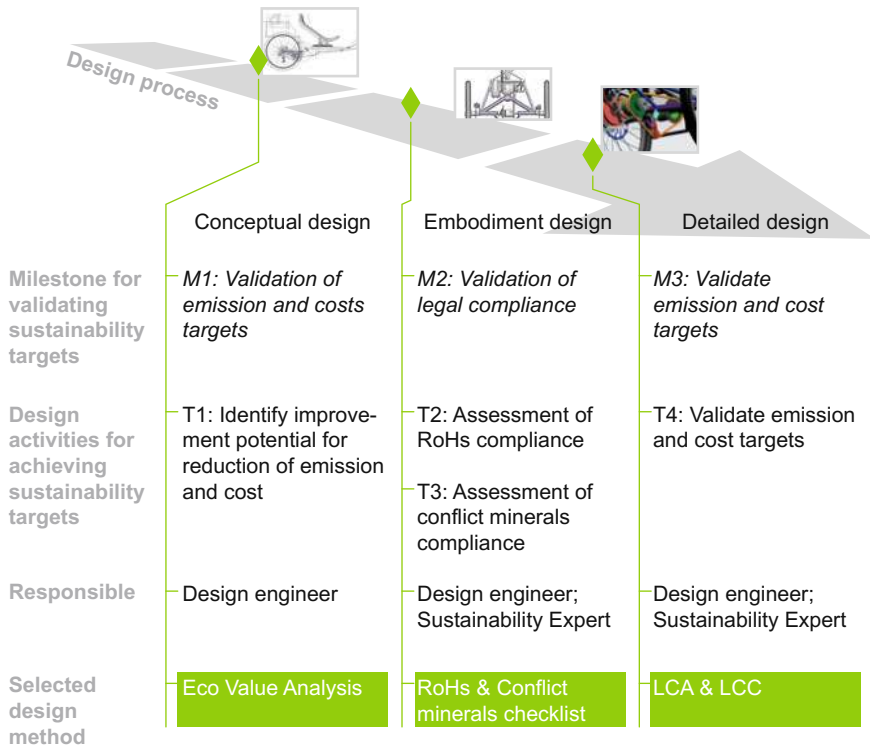 Design process
Conceptual design
Embodiment design
Detailed design
Milestone for
validating
sustainability
targets
M1: Validation of
emission and costs
targets
M2: Validation of
legal compliance
M3: Validate
emission and cost
targets
Design
activities for
achieving
sustainability
targets
T1: Identify improve-
ment potential for
reduction of emission
and cost
T2: Assessment of
RoHs compliance
T3: Assessment of
conflict minerals
compliance
T4: Validate emission
and cost targets
Responsible
Design engineer
Design engineer;
Sustainability Expert
Design engineer;
Sustainability Expert
Selected
design
method
Eco Value Analysis
RoHs & Conflict
minerals checklist
LCA & LCC